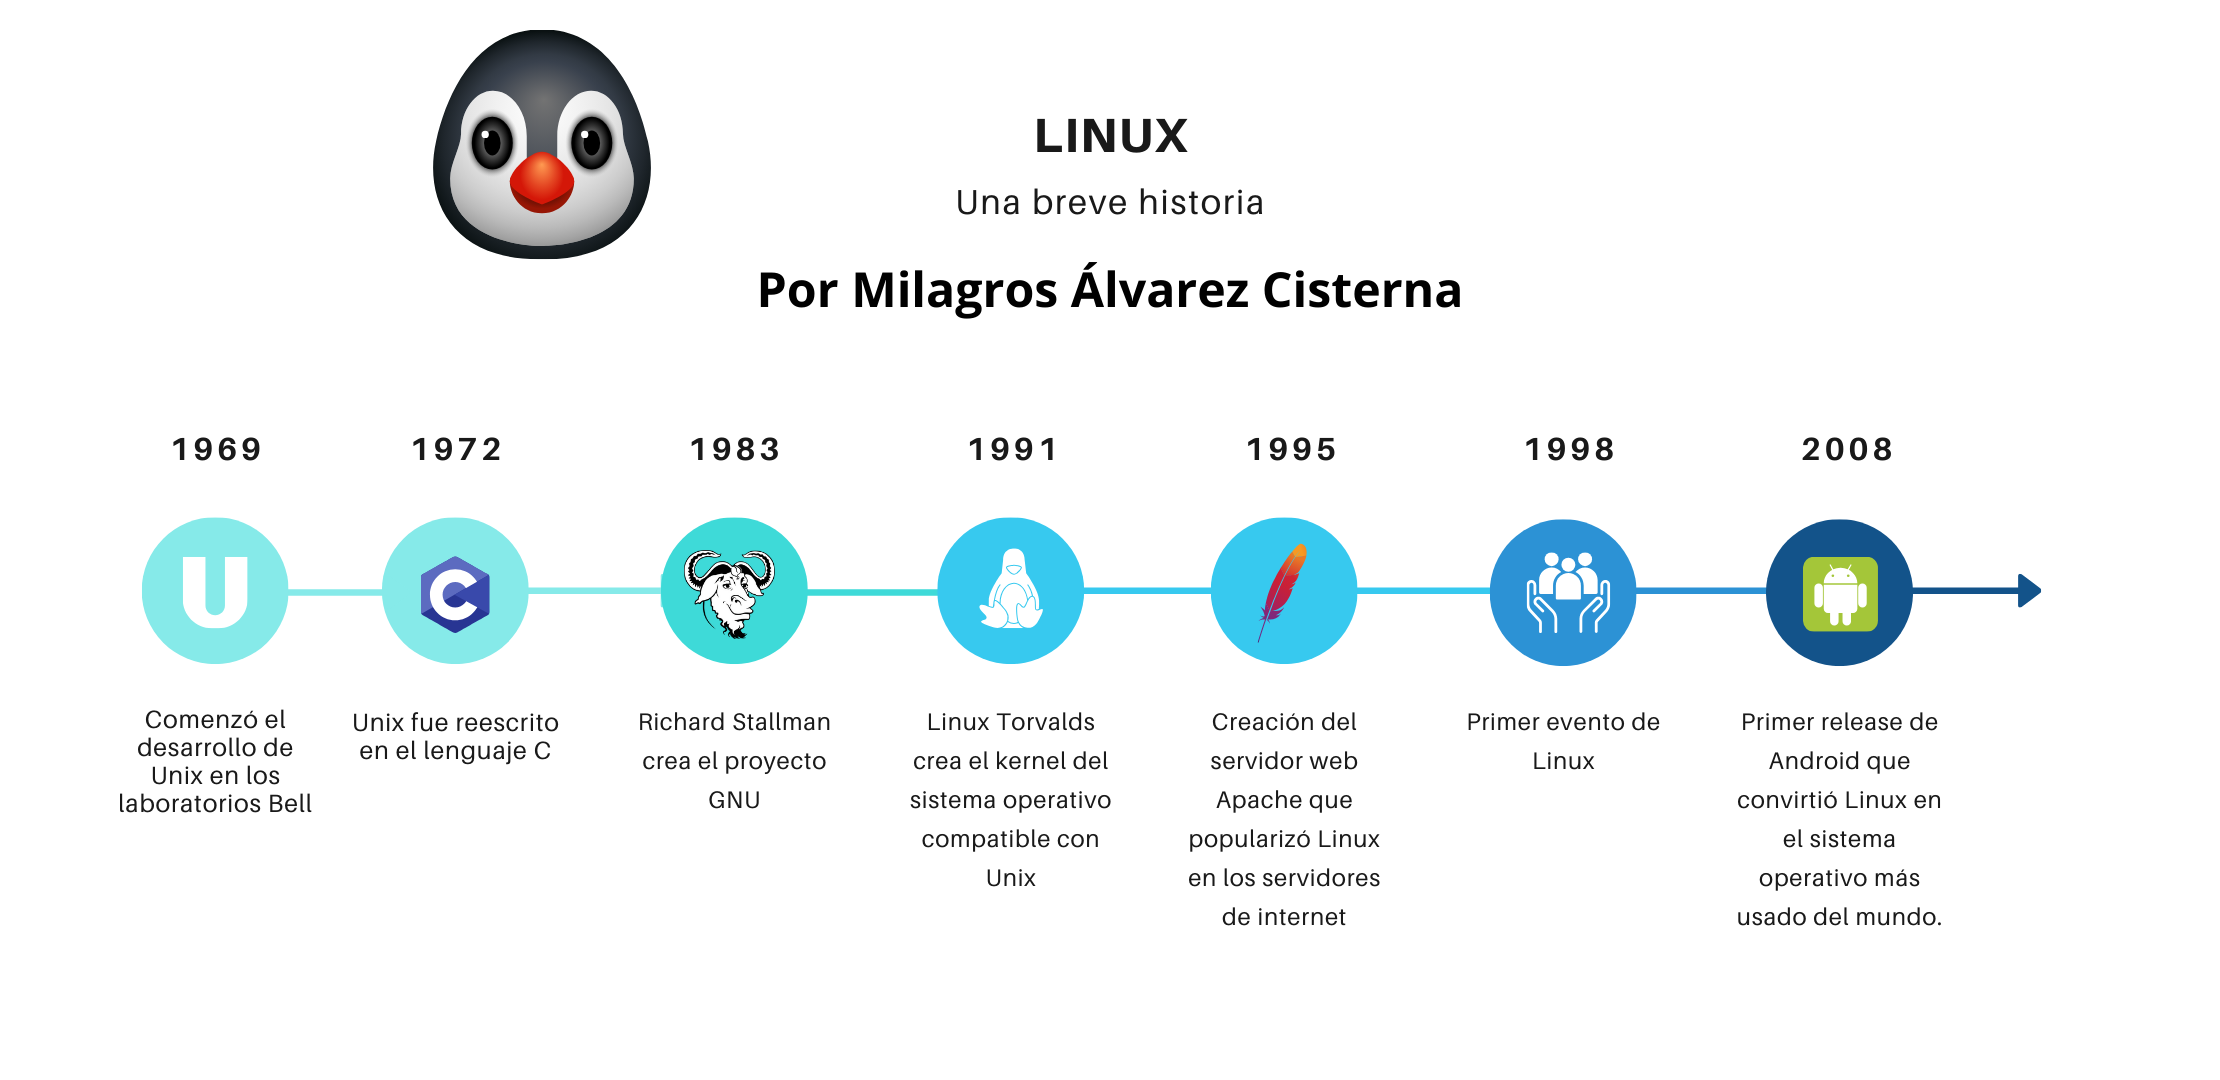 LINUX
Una breve historia
Por Milagros Álvarez Cisterna
1969
1972
1983
1991
1995
1998
2008
U
C
Comenzó el
desarrollo de
Unix en los
laboratorios Bell
Unix fue reescrito
en el lenguaje C
Richard Stallman
crea el proyecto
GNU
Linux Torvalds
crea el kernel del
sistema operativo
compatible con
Unix
Creación del
servidor web
Apache que
popularizó Linux
en los servidores
de internet
Primer evento de
Linux
Primer release de
Android que
convirtió Linux en
el sistema
operativo más
usado del mundo.